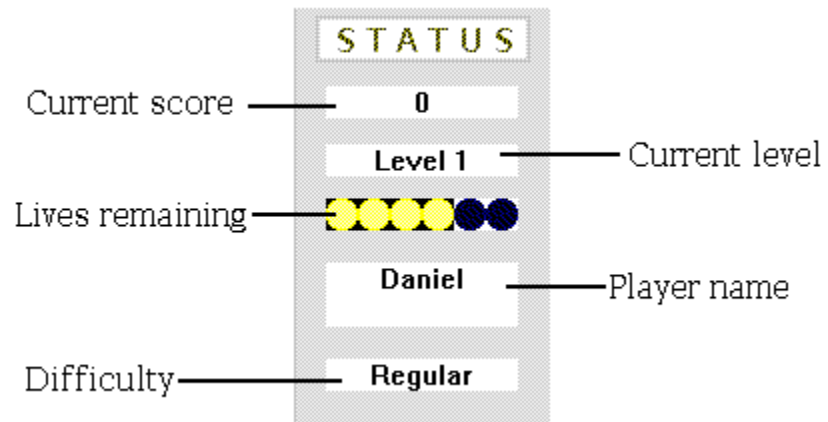 STATUS
Current score
0
Level 1
Current level
Lives remaining
Daniel
Player name
Difficulty
Regular